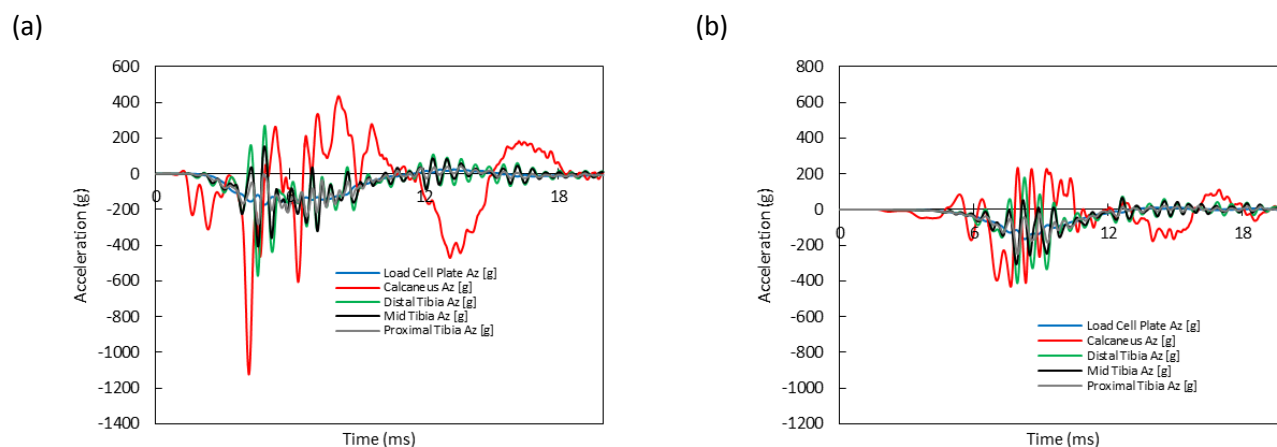 (a)
600
400
200
0
-200
-400
-600
-800
-1000
-1200
-1400
Acceleration (g)
0
6
12
18
Load Cell Plate Az [g]
Calcaneus Az [g]
Distal Tibia Az [g]
Mid Tibia Az [g]
Proximal Tibia Az [g]
Time (ms)
(b)
800
600
400
200
0
-200
-400
-600
-800
-1000
-1200
Acceleration (g)
0
6
12
18
Load Cell Plate Az [g]
Calcaneus Az [g]
Distal Tibia Az [g]
Mid Tibia Az [g]
Proximal Tibia Az [g]
Time (ms)